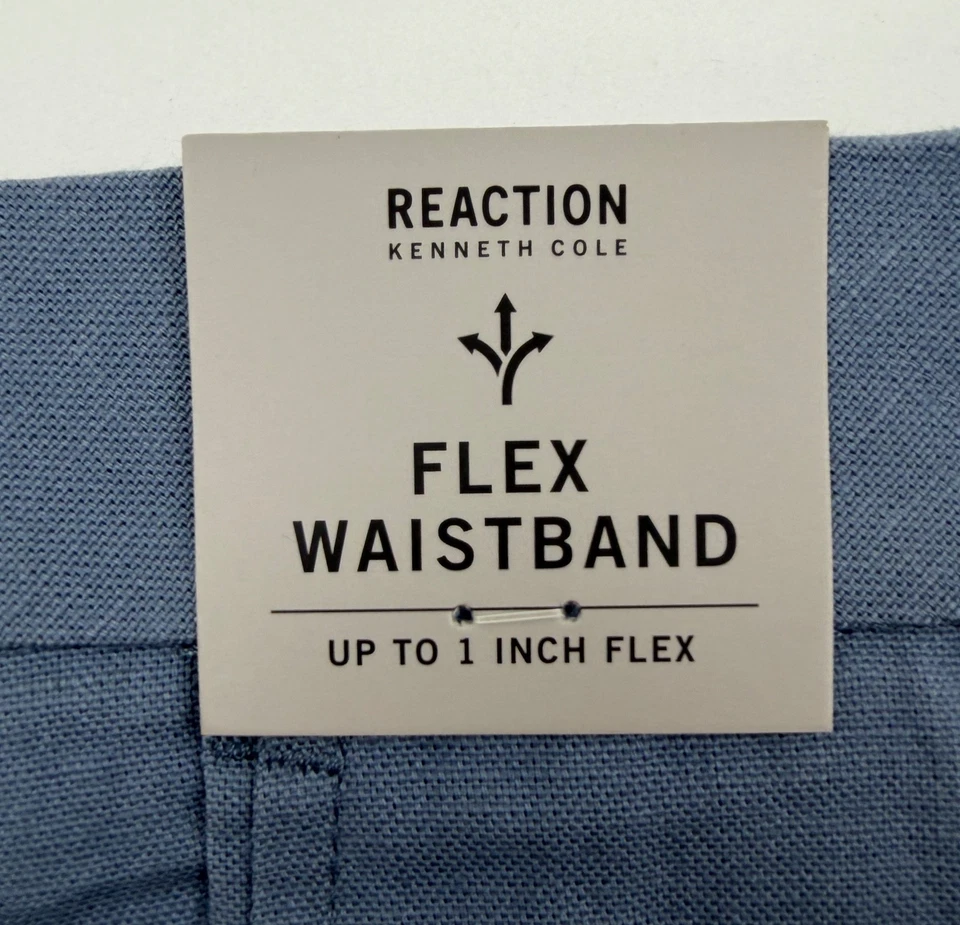 REACTION
KENNETH COLE
FLEX
WAISTBAND
UP TO 1 INCH FLEX